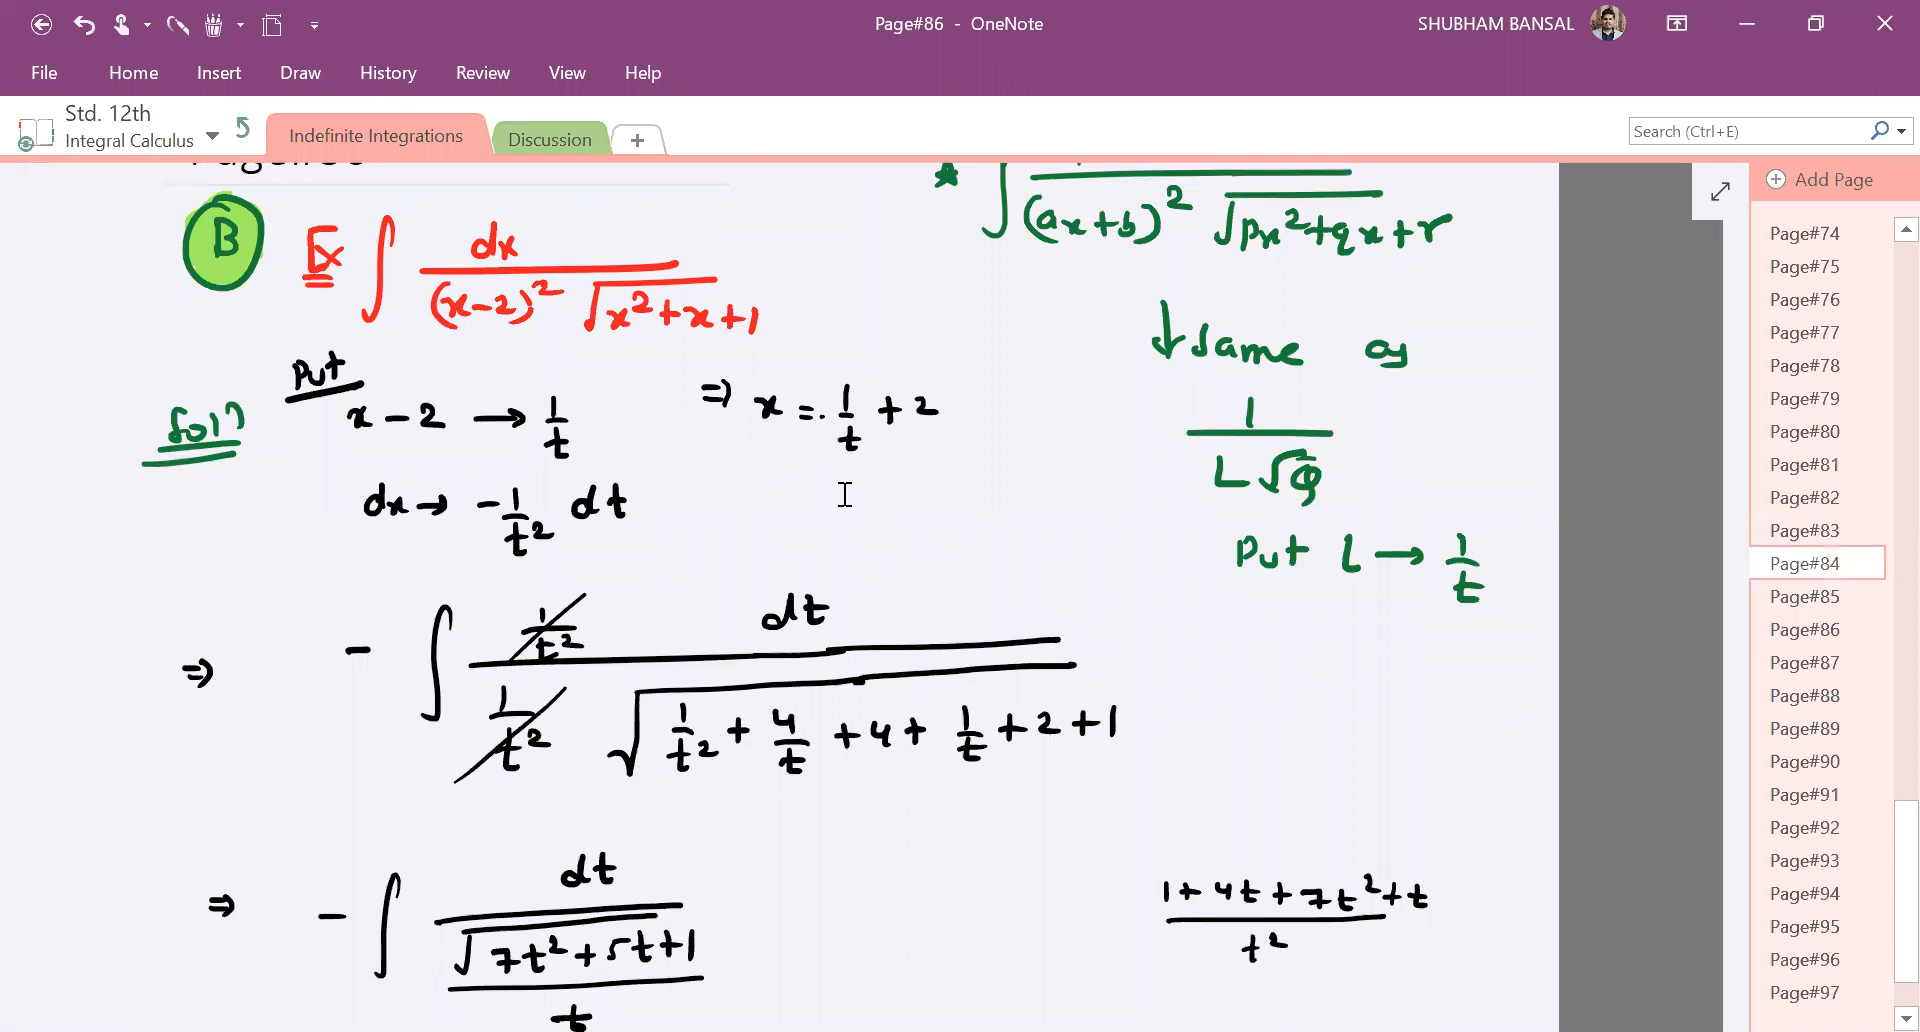 Page#86 - OneNote
SHUBHAM BANSAL
File Home Insert Draw History Review View Help
Std. 12th
Integral Calculus
Indefinite Integrations
Discussion
+
Search (Ctrl+E)
Add Page
Page#74
Page#75
Page#76
Page#77
Page#78
Page#79
Page#80
Page#81
Page#82
Page#83
Page#84
Page#85
Page#86
Page#87
Page#88
Page#89
Page#90
Page#91
Page#92
Page#93
Page#94
Page#95
Page#96
Page#97
B
Ex ∫ dx / (x-2)² √x²+x+1
∫ / (ax+b)² √px²+qx+r
↓ Same as
1 / L√Q
Put L → 1/t
Solⁿ
Put
x - 2 → 1/t ⇒ x = 1/t + 2
dx → -1/t² dt
⇒ - ∫ 1/t² dt / 1/t² √1/t² + 4/t + 4 + 1/t + 2 + 1
⇒ - ∫ dt / √7t²+5t+1 / t
1+4t+7t²+t / t²